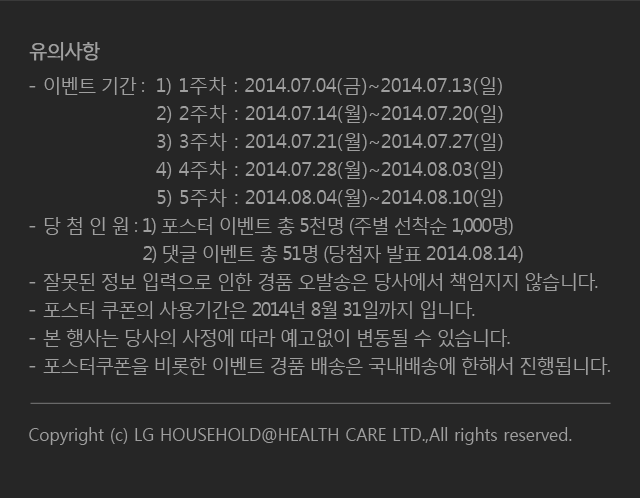 유의사항
- 이벤트 기간 : 1) 1주차 : 2014.07.04(금)~2014.07.13(일)
2) 2주차 : 2014.07.14(월)~2014.07.20(일)
3) 3주차 : 2014.07.21(월)~2014.07.27(일)
4) 4주차 : 2014.07.28(월)~2014.08.03(일)
5) 5주차 : 2014.08.04(월)~2014.08.10(일)
- 당 첨 인 원 : 1) 포스터 이벤트 총 5천명 (주별 선착순 1,000명)
2) 댓글 이벤트 총 51명 (당첨자 발표 2014.08.14)
- 잘못된 정보 입력으로 인한 경품 오발송은 당사에서 책임지지 않습니다.
- 포스터 쿠폰의 사용기간은 2014년 8월 31일까지 입니다.
- 본 행사는 당사의 사정에 따라 예고없이 변동될 수 있습니다.
- 포스터쿠폰을 비롯한 이벤트 경품 배송은 국내배송에 한해서 진행됩니다.
Copyright (c) LG HOUSEHOLD@HEALTH CARE LTD.,All rights reserved.